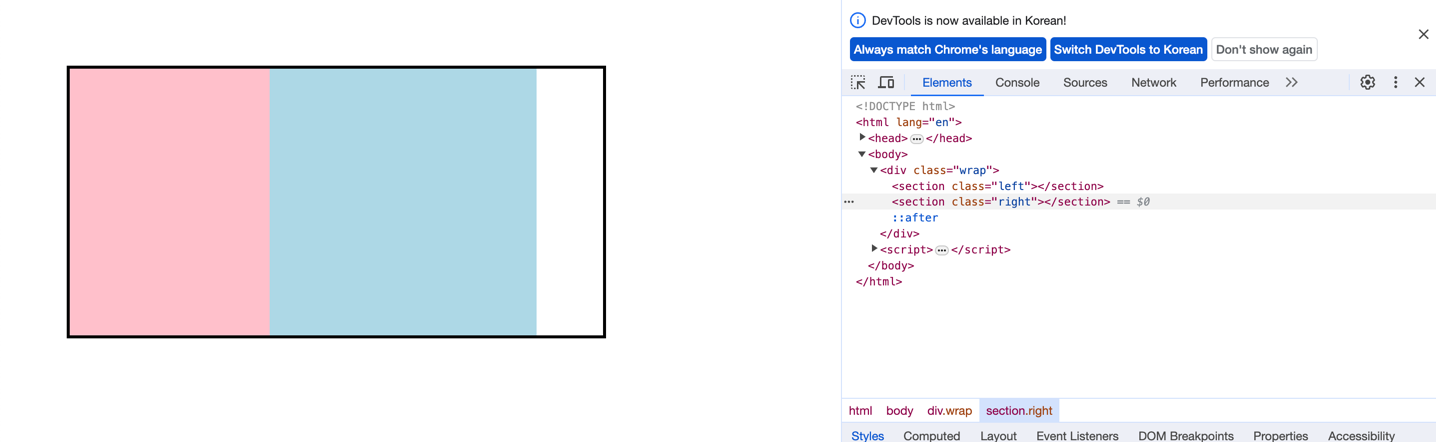 DevTools is now available in Korean!
Always match Chrome's language Switch DevTools to Korean Don't show again
Elements Console Sources Network Performance
<!DOCTYPE html>
<html lang="en">
<head> ••• </head>
<body>
<div class="wrap">
<section class="left"></section>
<section class="right"></section> == $0
::after
</div>
<script> ••• </script>
</body>
</html>
html body div.wrap section.right
Styles Computed Layout Event Listeners DOM Breakpoints Properties Accessibility